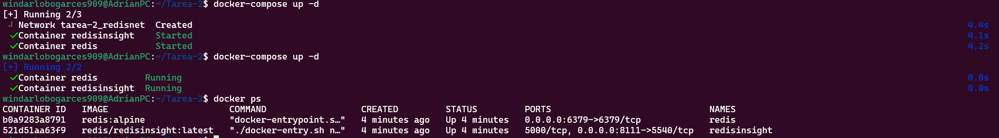 windarlobogarces909@AdrianPC:~/Tarea-2$ docker-compose up -d
[+] Running 2/3
⠼ Network tarea-2_redisnet  Created 4.4s
✔Container redisinsight    Started 4.1s
✔Container redis           Started 4.2s
windarlobogarces909@AdrianPC:~/Tarea-2$ docker-compose up -d
[+] Running 2/2
✔Container redis         Running 0.0s
✔Container redisinsight  Running 0.0s
windarlobogarces909@AdrianPC:~/Tarea-2$ docker ps
CONTAINER ID   IMAGE                       COMMAND                  CREATED         STATUS         PORTS                              NAMES
b0a9283a8791   redis:alpine                "docker-entrypoint.s…"   4 minutes ago   Up 4 minutes   0.0.0.0:6379->6379/tcp             redis
521d51aa63f9   redis/redisinsight:latest   "./docker-entry.sh n…"   4 minutes ago   Up 4 minutes   5000/tcp, 0.0.0.0:8111->5540/tcp   redisinsight